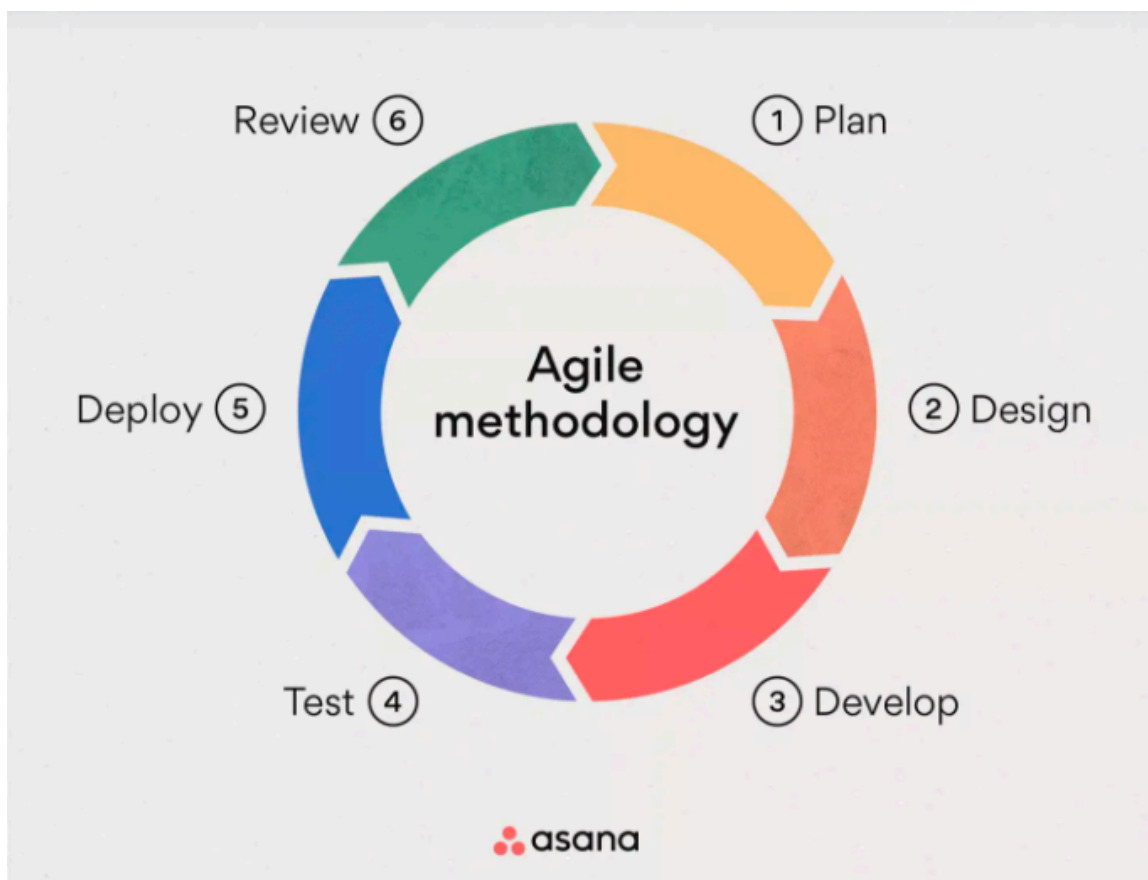 Review 6
1 Plan
Deploy 5
Agile
methodology
2 Design
Test 4
3 Develop
asana